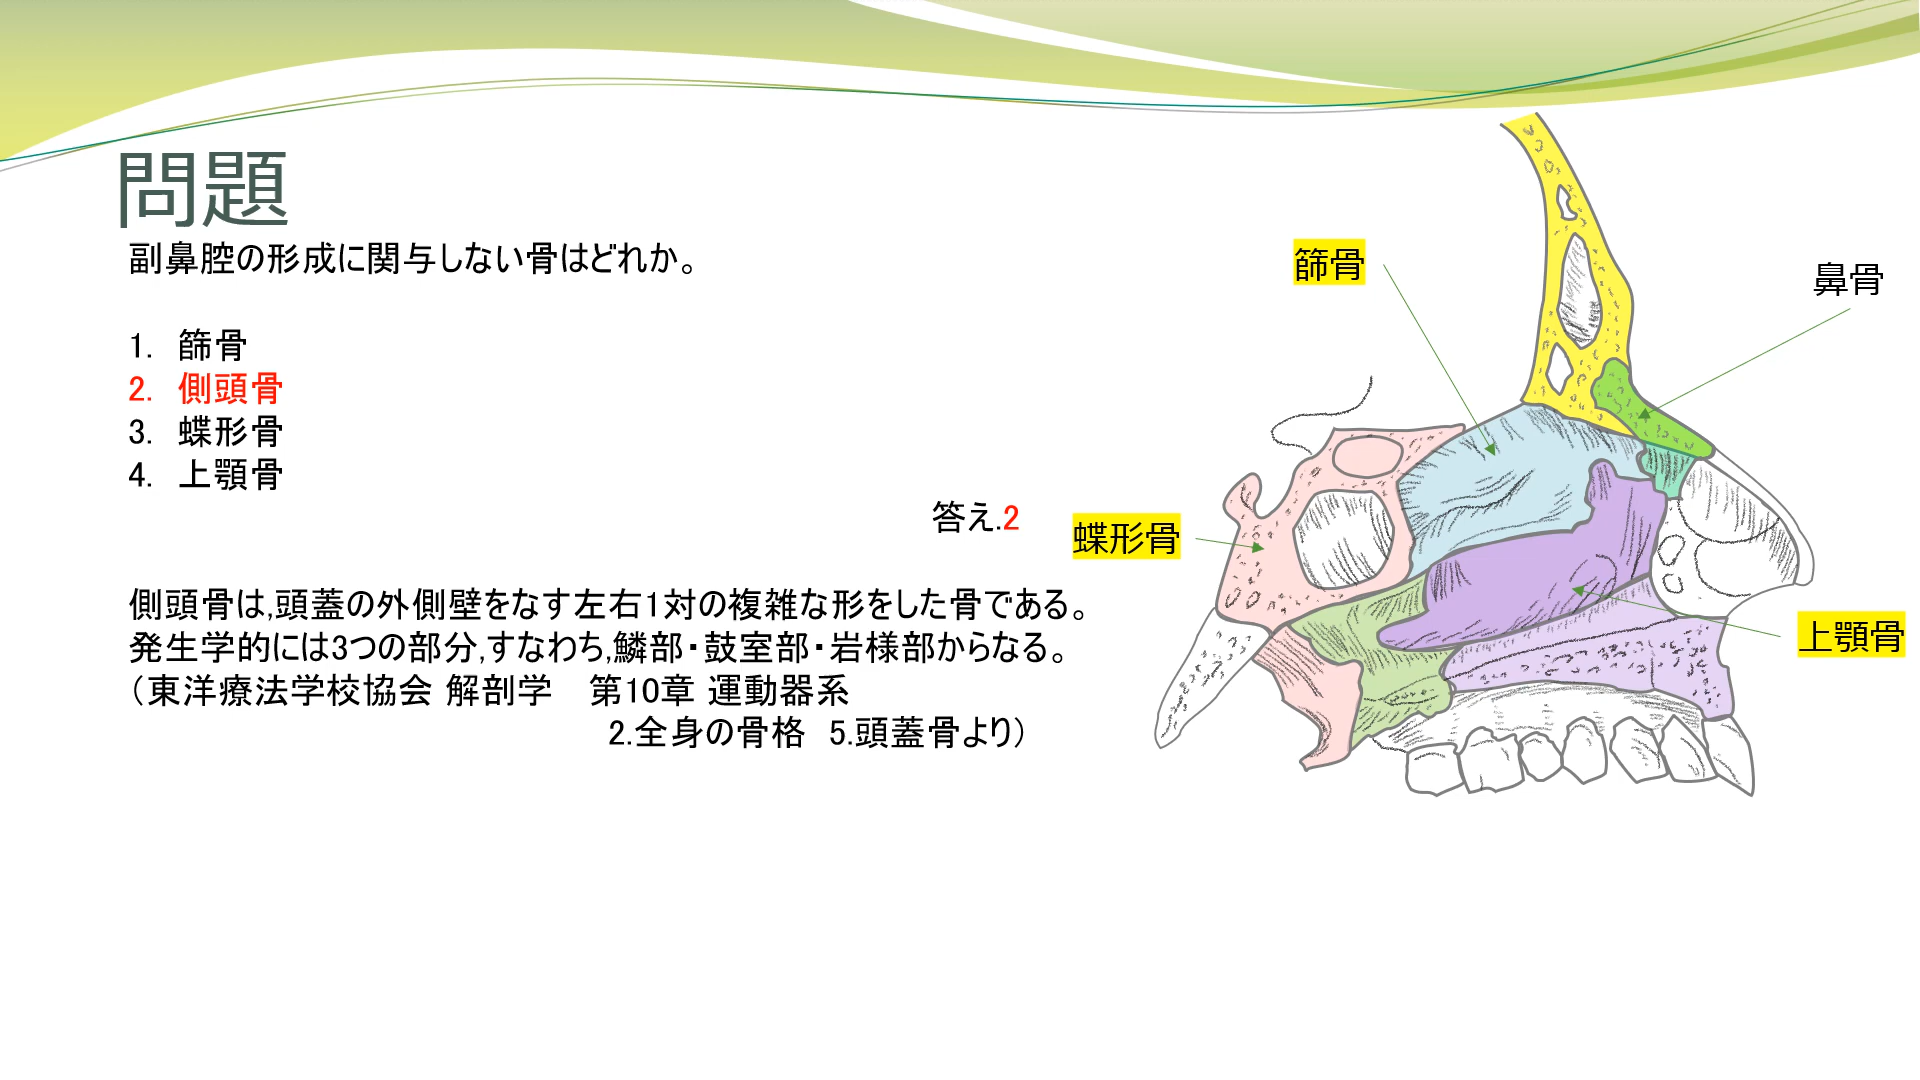 問題
副鼻腔の形成に関与しない骨はどれか。
1. 篩骨
2. 側頭骨
3. 蝶形骨
4. 上顎骨
答え.2
側頭骨は,頭蓋の外側壁をなす左右1対の複雑な形をした骨である。
発生学的には3つの部分,すなわち,鱗部・鼓室部・岩様部からなる。
（東洋療法学校協会 解剖学　第10章 運動器系
2.全身の骨格　5.頭蓋骨より）
篩骨
鼻骨
蝶形骨
上顎骨